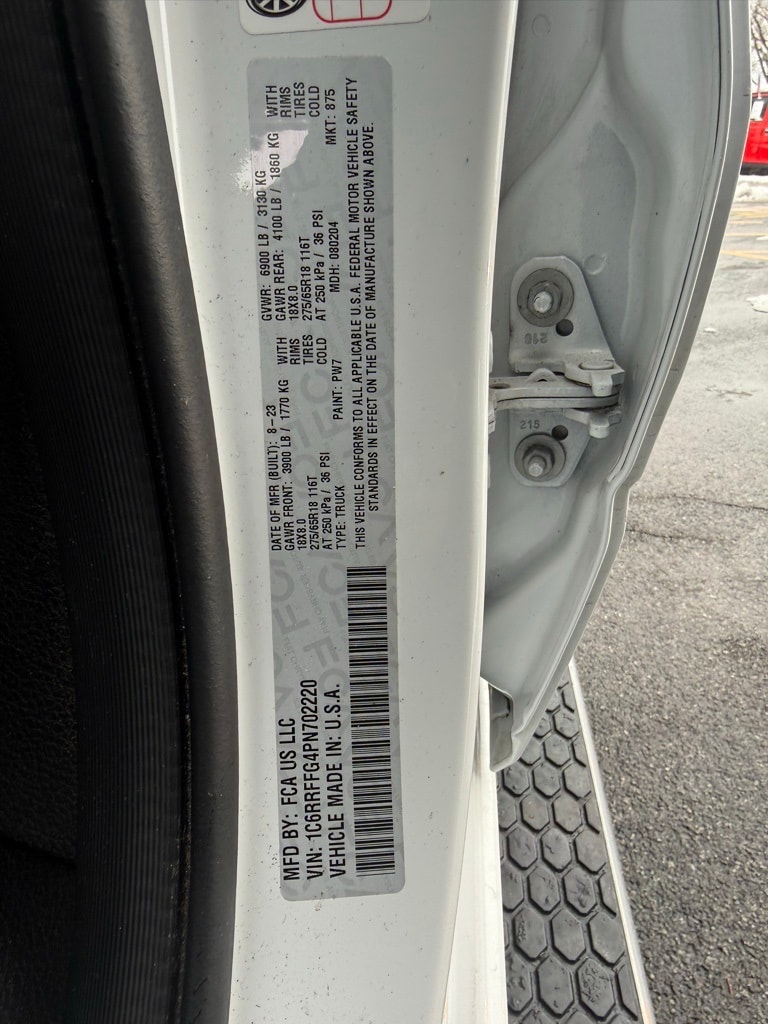 MFD BY: FCA US LLC
VIN: 1C6RRFFG4PN702220
VEHICLE MADE IN: U.S.A.
DATE OF MFR (BUILT): 8-23 GVWR: 6900 LB / 3130 KG
GAWR FRONT: 3900 LB / 1770 KG WITH GAWR REAR: 4100 LB / 1860 KG WITH
18X8.0 RIMS 18X8.0 RIMS
275/65R18 116T TIRES 275/65R18 116T TIRES
AT 250 kPa / 36 PSI COLD AT 250 kPa / 36 PSI COLD
TYPE: TRUCK PAINT: PW7 MDH: 080204 MKT: 875
THIS VEHICLE CONFORMS TO ALL APPLICABLE U.S.A. FEDERAL MOTOR VEHICLE SAFETY
STANDARDS IN EFFECT ON THE DATE OF MANUFACTURE SHOWN ABOVE.
216
215